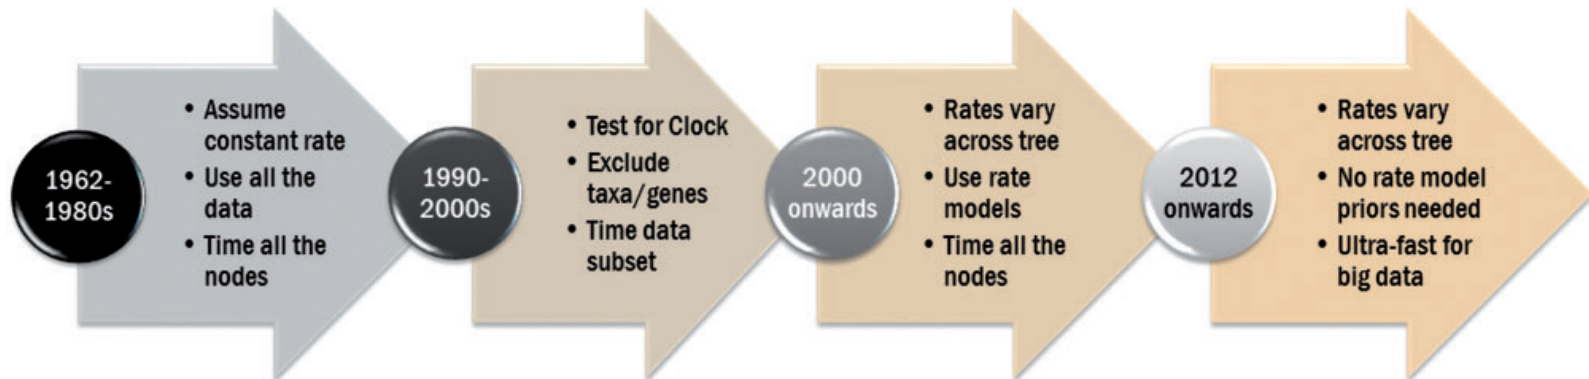 1962-
1980s
• Assume
constant rate
• Use all the
data
• Time all the
nodes
1990-
2000s
• Test for Clock
• Exclude
taxa/genes
• Time data
subset
2000
onwards
• Rates vary
across tree
• Use rate
models
• Time all the
nodes
2012
onwards
• Rates vary
across tree
• No rate model
priors needed
• Ultra-fast for
big data